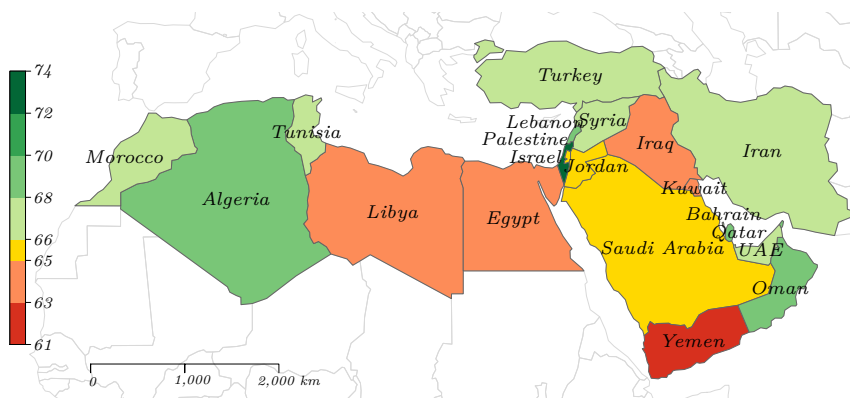 74
72
70
68
66
65
63
61
Turkey
Lebanon
Syria
Tunisia
Palestine
Iraq
Iran
Morocco
Israel
Jordan
Kuwait
Algeria
Libya
Egypt
Bahrain
Qatar
Saudi Arabia
UAE
Oman
Yemen
0
1,000
2,000 km